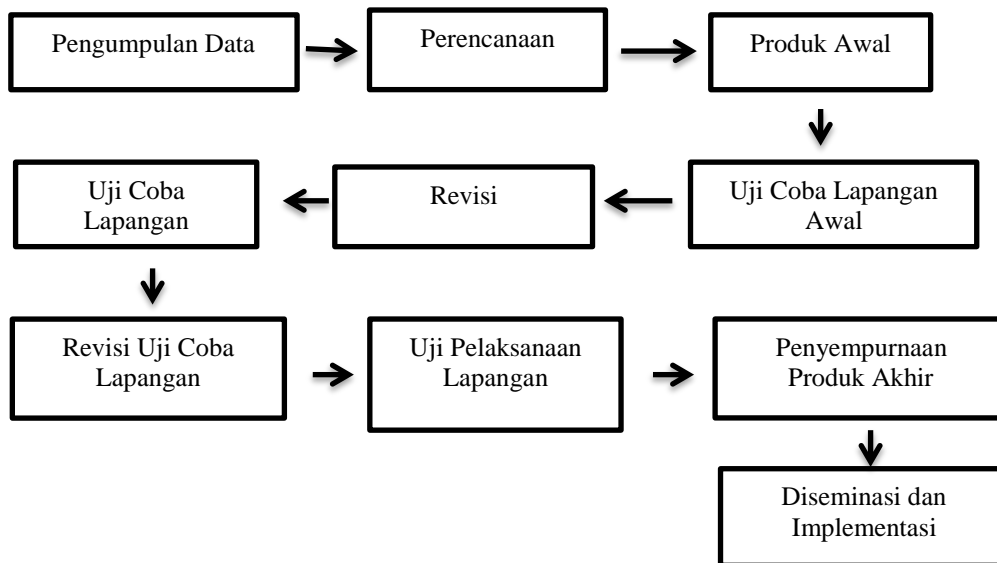 Pengumpulan Data
Perencanaan
Produk Awal
Uji Coba Lapangan
Awal
Revisi
Uji Coba
Lapangan
Revisi Uji Coba
Lapangan
Uji Pelaksanaan
Lapangan
Penyempurnaan
Produk Akhir
Diseminasi dan
Implementasi